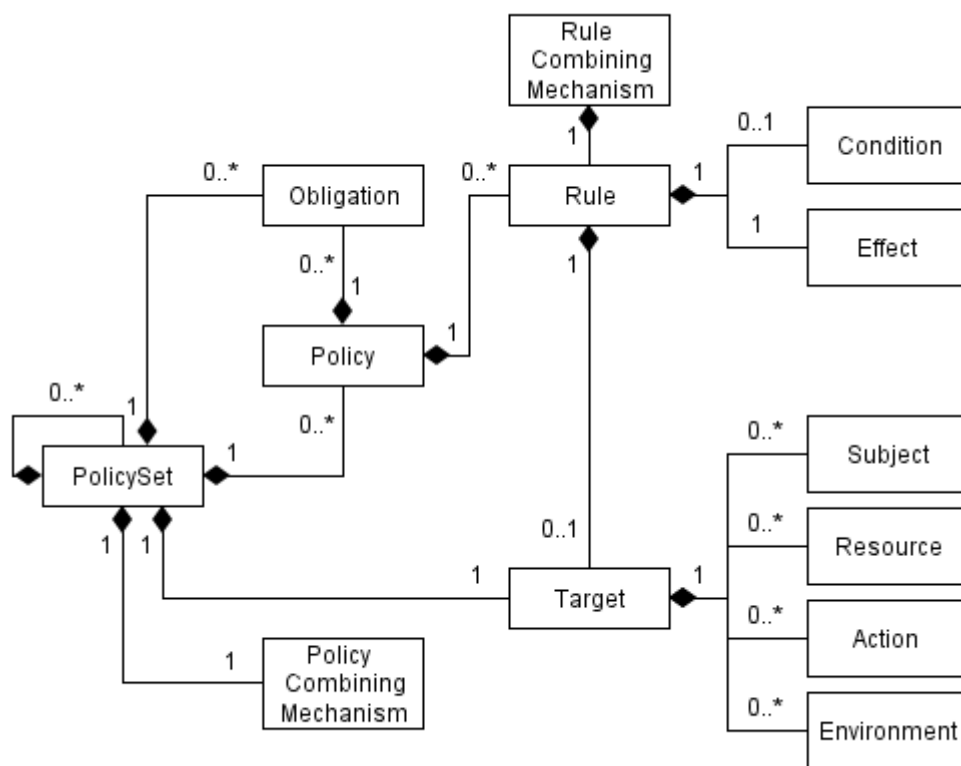 Rule
Combining
Mechanism
1
0..1
Condition
0..*
Obligation
0..*
Rule
1
1
Effect
0..*
1
1
Policy
1
0..*
0..*
1
PolicySet
1
0..*
Subject
1
1
0..1
0..*
Resource
1
Target
1
0..*
Action
1
Policy
Combining
Mechanism
0..*
Environment